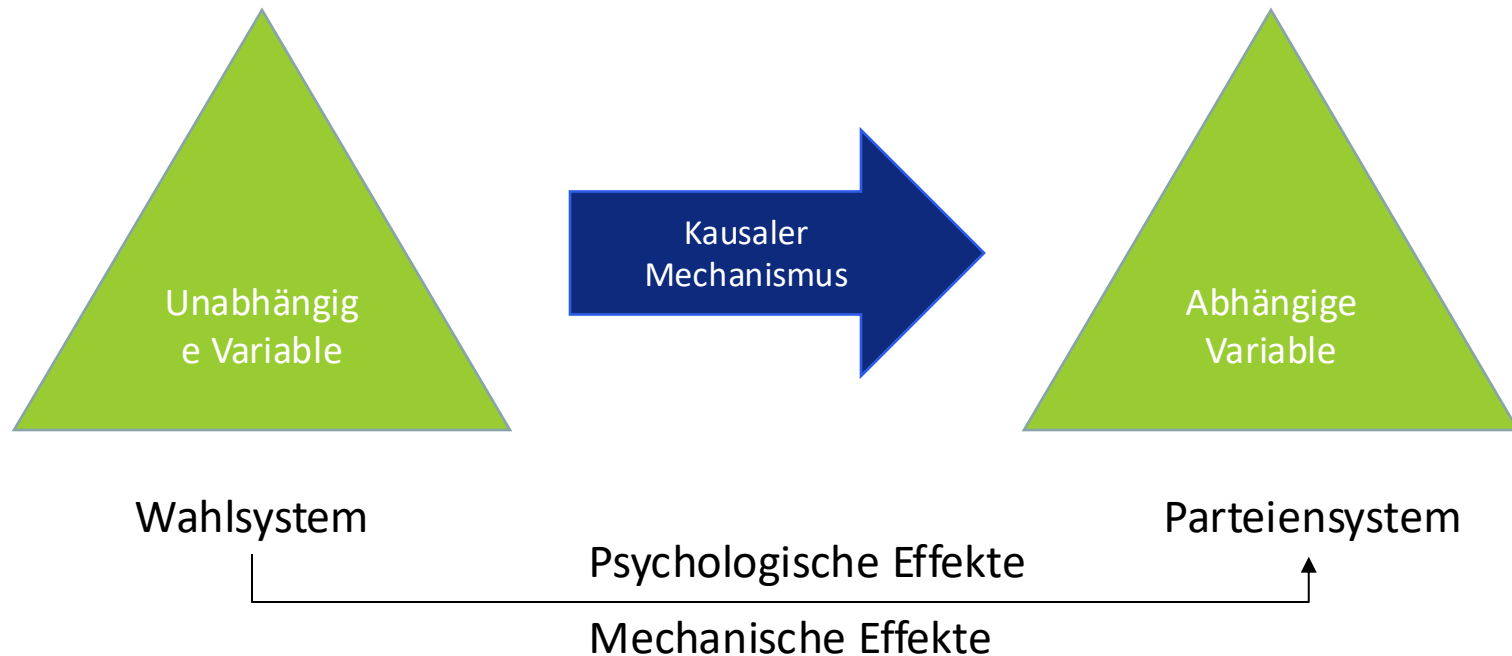 Unabhängig
e Variable
Kausaler
Mechanismus
Abhängige
Variable
Wahlsystem
Parteiensystem
Psychologische Effekte
Mechanische Effekte